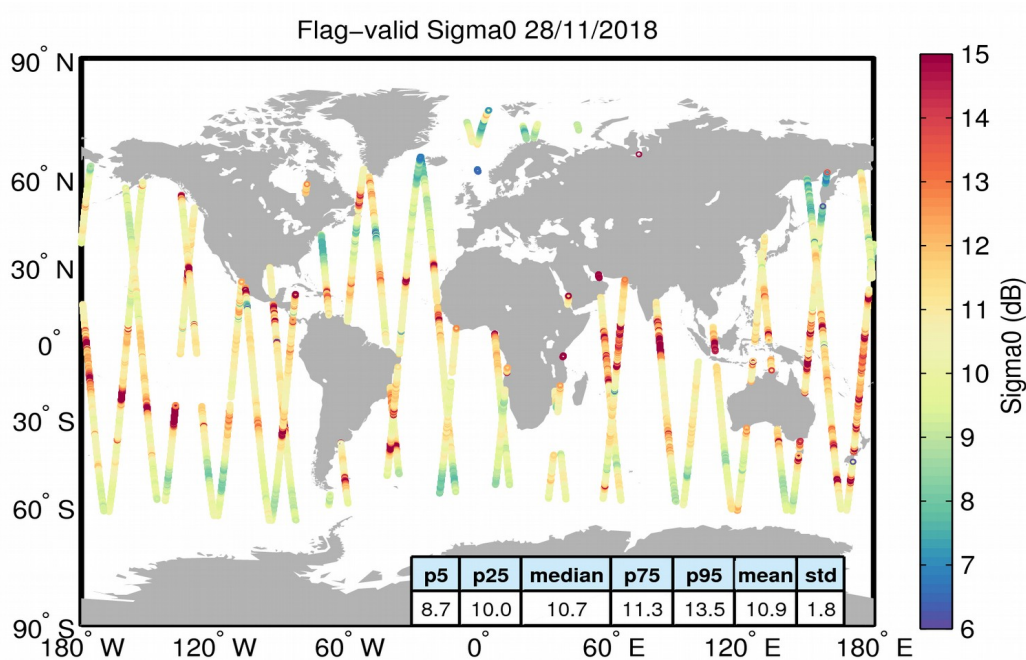 Flag−valid Sigma0 28/11/2018
90° N
60° N
30° N
0°
30° S
60° S
90° S
180° W
120° W
60° W
0°
60° E
120° E
180° E
15
14
13
12
11
10
9
8
7
6
Sigma0 (dB)
p5 p25 median p75 p95 mean std
8.7 10.0 10.7 11.3 13.5 10.9 1.8